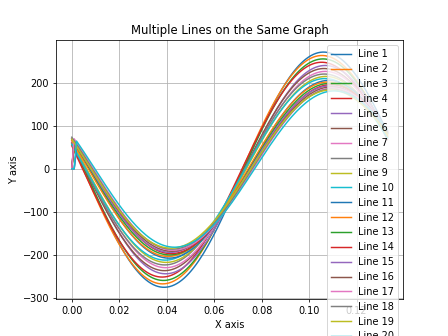 Multiple Lines on the Same Graph
Y axis
300
200
100
0
−100
−200
−300
0.00
0.02
0.04
0.06
0.08
0.10
X axis
Line 1
Line 2
Line 3
Line 4
Line 5
Line 6
Line 7
Line 8
Line 9
Line 10
Line 11
Line 12
Line 13
Line 14
Line 15
Line 16
Line 17
Line 18
Line 19
Line 20